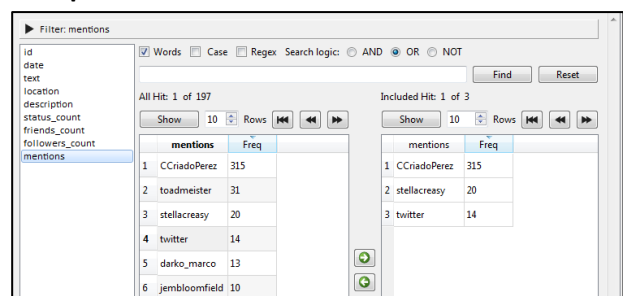 Filter: mentions
id
date
text
location
description
status_count
friends_count
followers_count
mentions
Words Case Regex Search logic: AND OR NOT
Find Reset
All Hit: 1 of 197
Show 10 Rows
mentions Freq
1 CCriadoPerez 315
2 toadmeister 31
3 stellacreasy 20
4 twitter 14
5 darko_marco 13
6 jembloomfield 10
Included Hit: 1 of 3
Show 10 Rows
mentions Freq
1 CCriadoPerez 315
2 stellacreasy 20
3 twitter 14